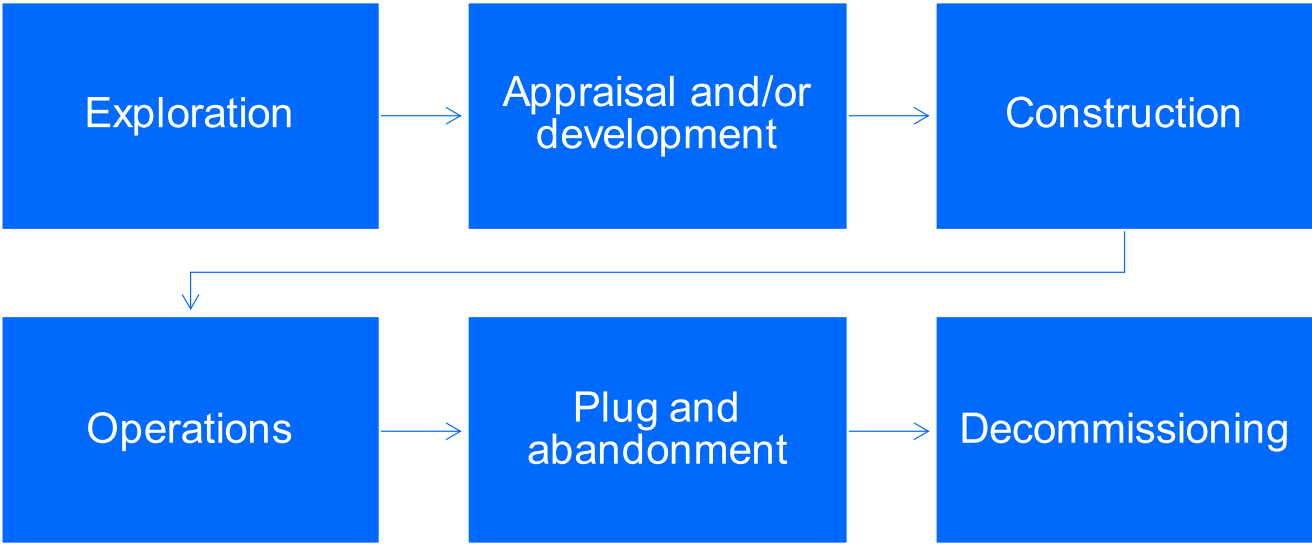 Exploration
Appraisal and/or
development
Construction
Operations
Plug and
abandonment
Decommissioning